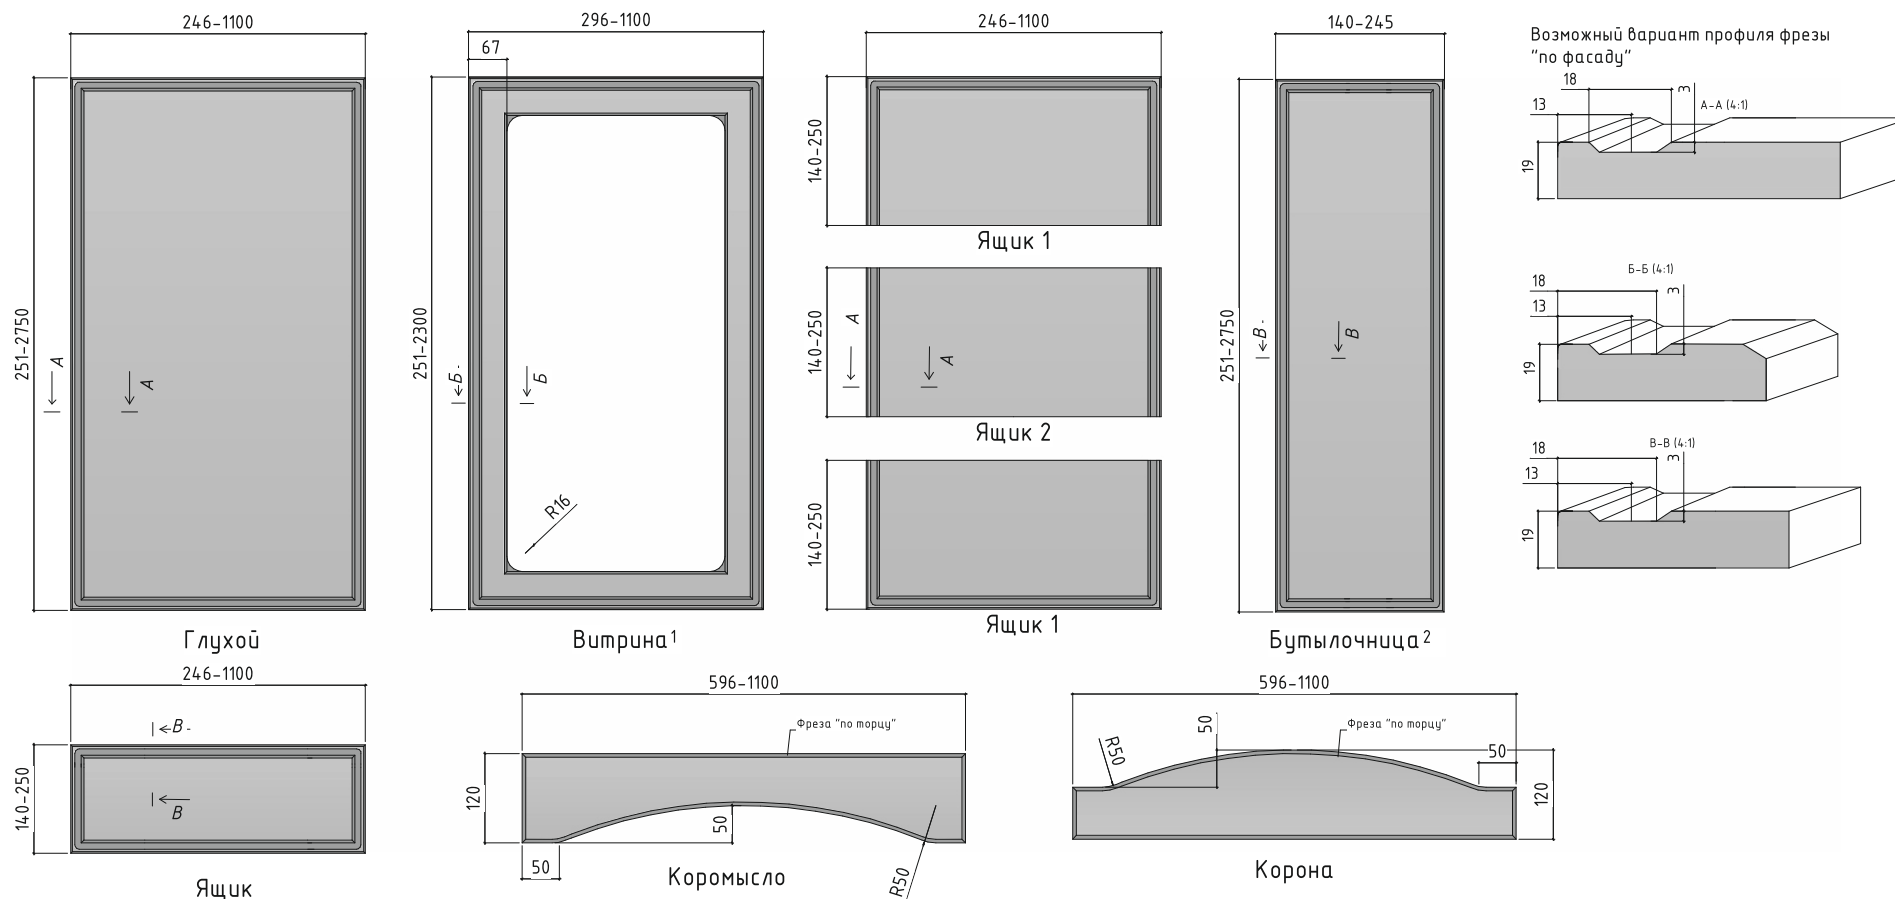 246-1100
251-2750
А
А
Глухой
296-1100
67
251-2300
Б
Б
R16
Витрина¹
246-1100
140-250
Ящик 1
140-250
А
А
Ящик 2
140-250
Ящик 1
140-245
251-2750
В
В
Бутылочница²
Возможный вариант профиля фрезы
"по фасаду"
18
3
А-А (4:1)
13
19
Б-Б (4:1)
18
3
13
19
В-В (4:1)
18
3
13
19
246-1100
В
140-250
В
Ящик
596-1100
Фреза "по торцу"
120
50
50
R50
Коромысло
596-1100
50
Фреза "по торцу"
R50
50
120
Корона